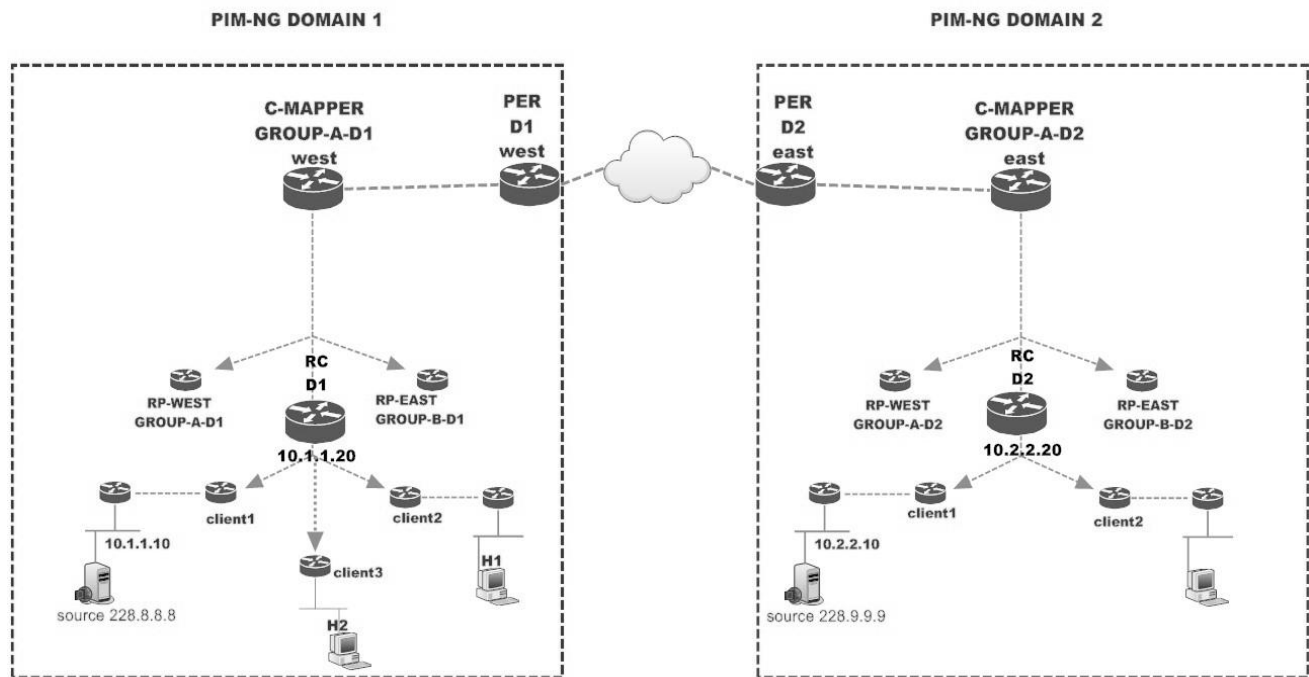 PIM-NG DOMAIN 1
PIM-NG DOMAIN 2
C-MAPPER
GROUP-A-D1
west
PER
D1
west
PER
D2
east
C-MAPPER
GROUP-A-D2
east
RP-WEST
GROUP-A-D1
RC
D1
RP-EAST
GROUP-B-D1
10.1.1.20
client1
client2
10.1.1.10
source 228.8.8.8
client3
H1
H2
RP-WEST
GROUP-A-D2
RC
D2
RP-EAST
GROUP-B-D2
10.2.2.20
client1
client2
10.2.2.10
source 228.9.9.9